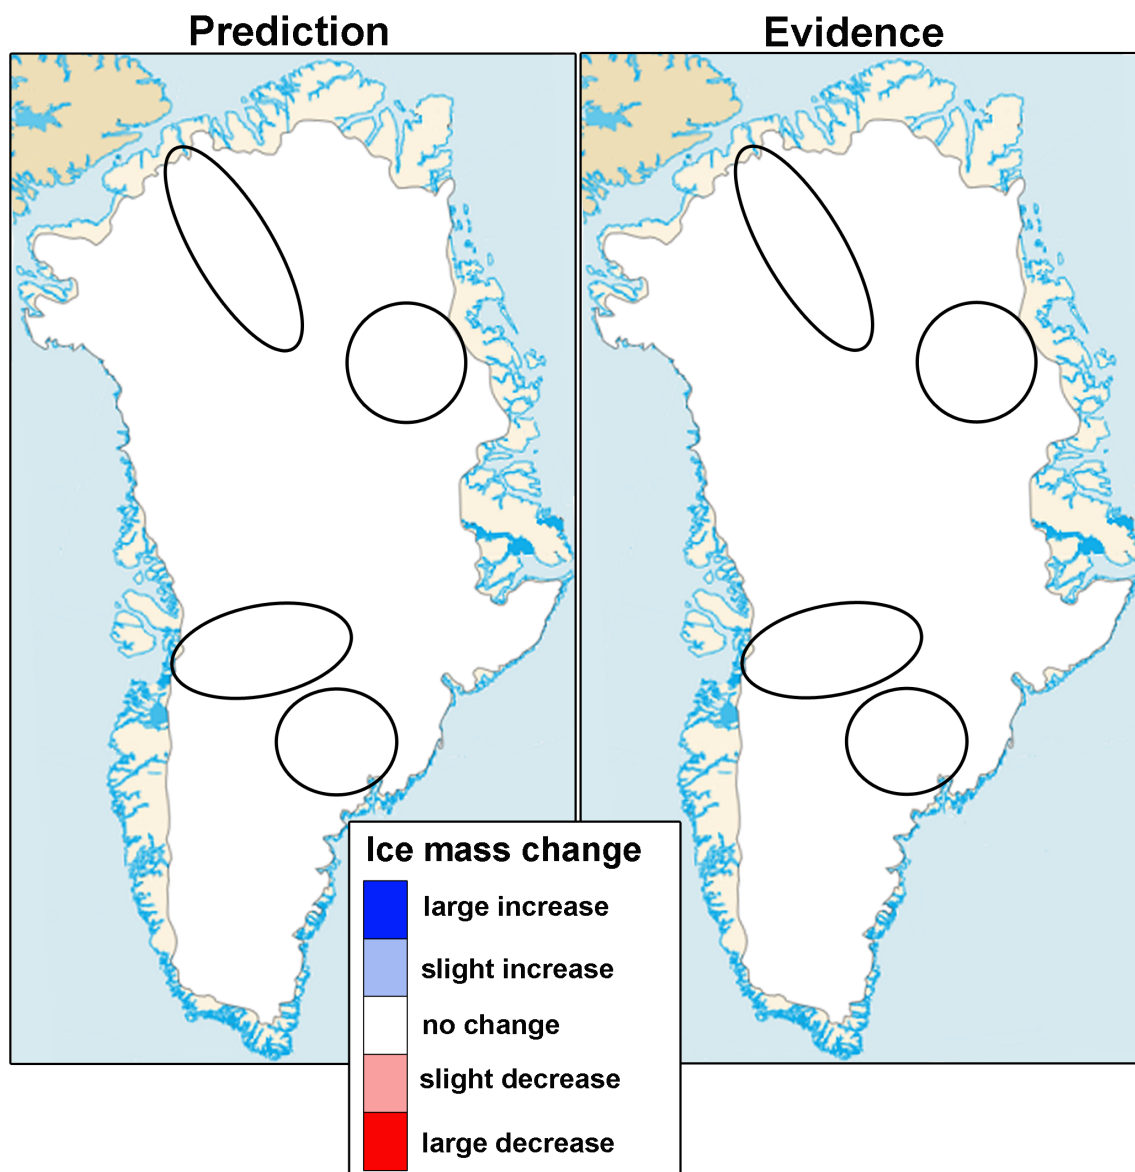 Prediction
Evidence
Ice mass change
large increase
slight increase
no change
slight decrease
large decrease